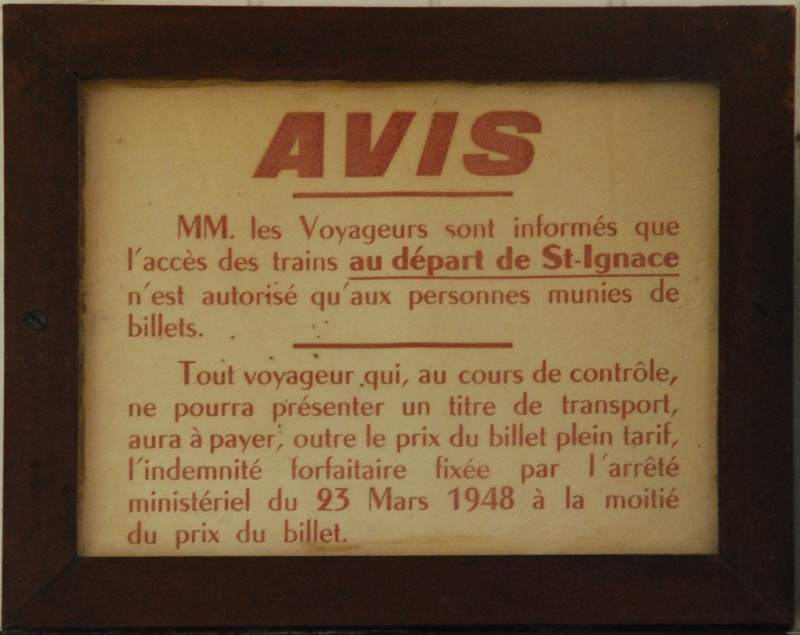 AVIS
MM. les Voyageurs sont informés que
l'accès des trains au départ de St-Ignace
n'est autorisé qu'aux personnes munies de
billets.
Tout voyageur qui, au cours de contrôle,
ne pourra présenter un titre de transport,
aura à payer, outre le prix du billet plein tarif,
l'indemnité forfaitaire fixée par l'arrêté
ministériel du 23 Mars 1948 à la moitié
du prix du billet.